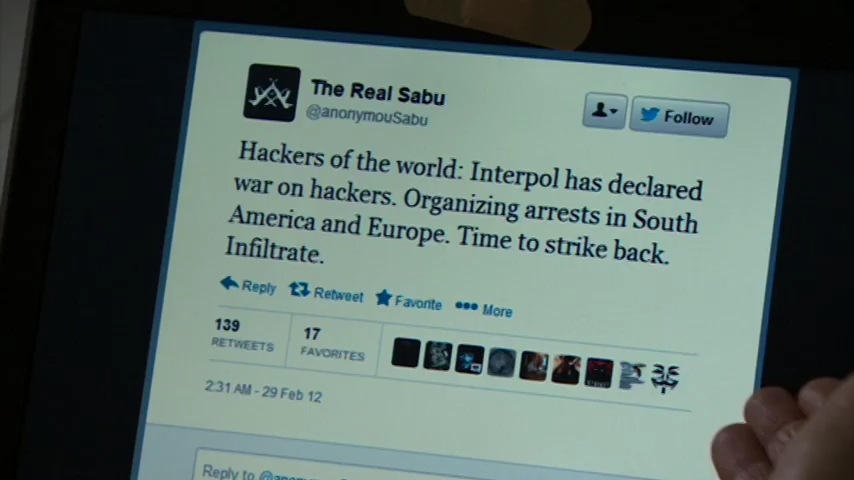 The Real Sabu
@anonymouSabu
Follow
Hackers of the world: Interpol has declared
war on hackers. Organizing arrests in South
America and Europe. Time to strike back.
Infiltrate.
Reply Retweet Favorite More
139 17
RETWEETS FAVORITES
2:31 AM - 29 Feb 12
Reply to